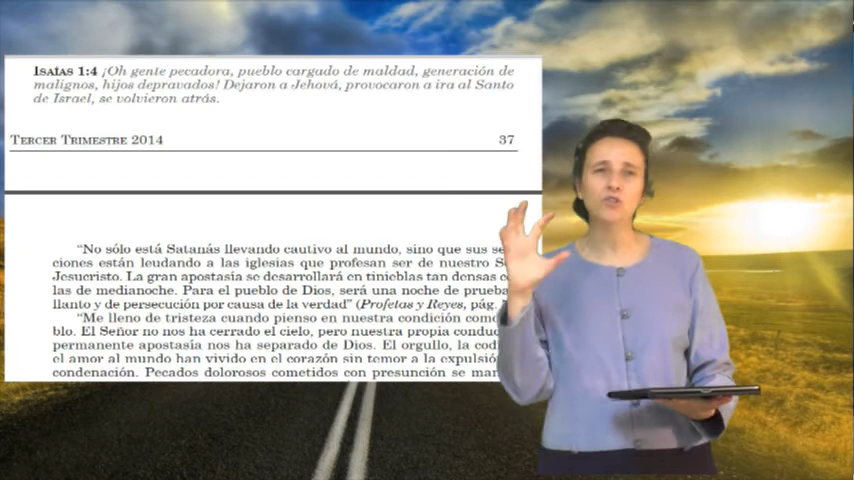 ISAÍAS 1:4 ¡Oh gente pecadora, pueblo cargado de maldad, generación de
malignos, hijos depravados! Dejaron a Jehová, provocaron a ira al Santo
de Israel, se volvieron atrás.
TERCER TRIMESTRE 2014 37
“No sólo está Satanás llevando cautivo al mundo, sino que sus
ciones están leudando a las iglesias que profesan ser de nuestro
Jesucristo. La gran apostasía se desarrollará en tinieblas tan densas
las de medianoche. Para el pueblo de Dios, será una noche de prueba
llanto y de persecución por causa de la verdad” (Profetas y Reyes, pág.
“Me lleno de tristeza cuando pienso en nuestra condición
blo. El Señor no nos ha cerrado el cielo, pero nuestra propia
permanente apostasía nos ha separado de Dios. El orgullo, la
el amor al mundo han vivido en el corazón sin temor a la
condenación. Pecados dolorosos cometidos con presunción se